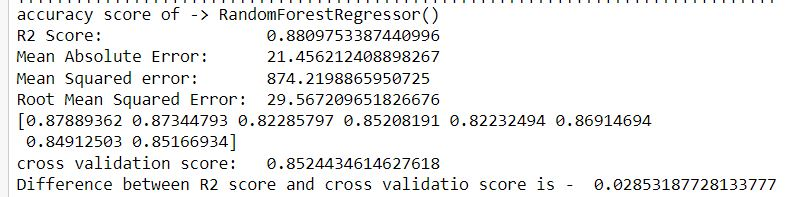 accuracy score of -> RandomForestRegressor()
R2 Score: 0.8809753387440996
Mean Absolute Error: 21.456212408898267
Mean Squared error: 874.2198865950725
Root Mean Squared Error: 29.567209651826676
[0.87889362 0.87344793 0.82285797 0.85208191 0.82232494 0.86914694
0.84912503 0.85166934]
cross validation score: 0.8524434614627618
Difference between R2 score and cross validatio score is - 0.02853187728133777